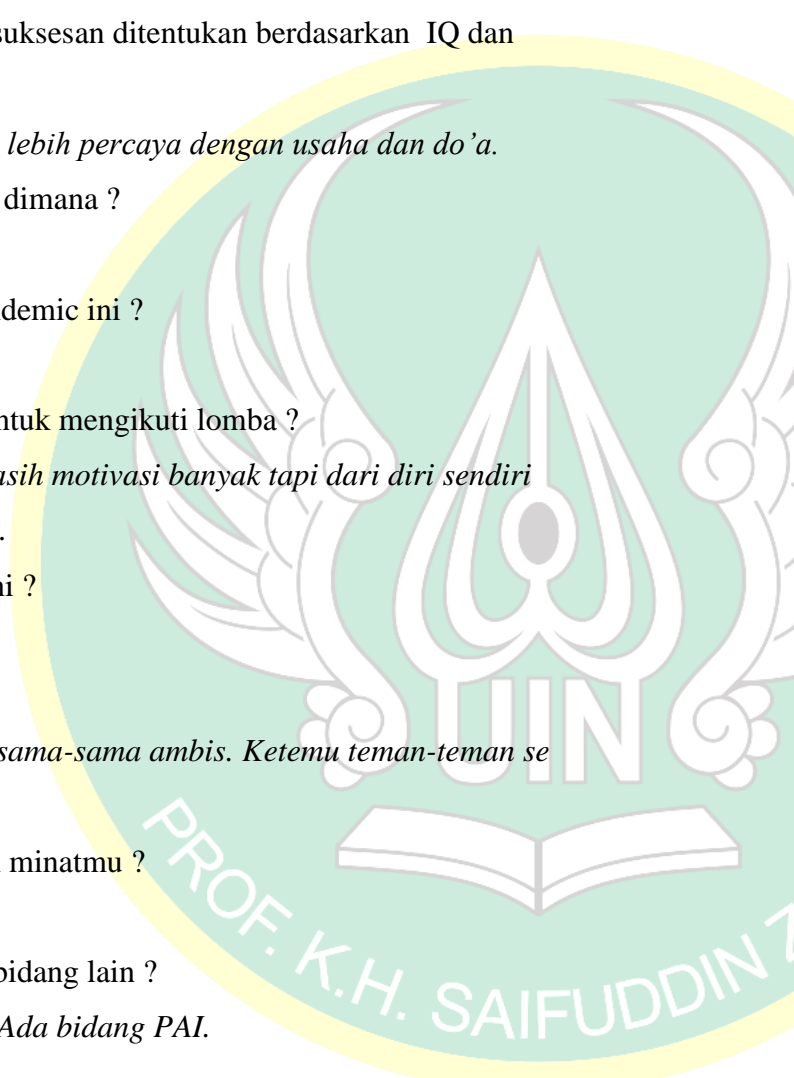 suksesan ditentukan berdasarkan IQ dan
lebih percaya dengan usaha dan do’a.
dimana ?
demic ini ?
ntuk mengikuti lomba ?
asih motivasi banyak tapi dari diri sendiri
.
ni ?
sama-sama ambis. Ketemu teman-teman se
minatmu ?
bidang lain ?
Ada bidang PAI.
UIN
PROF. K.H. SAIFUDDIN Z